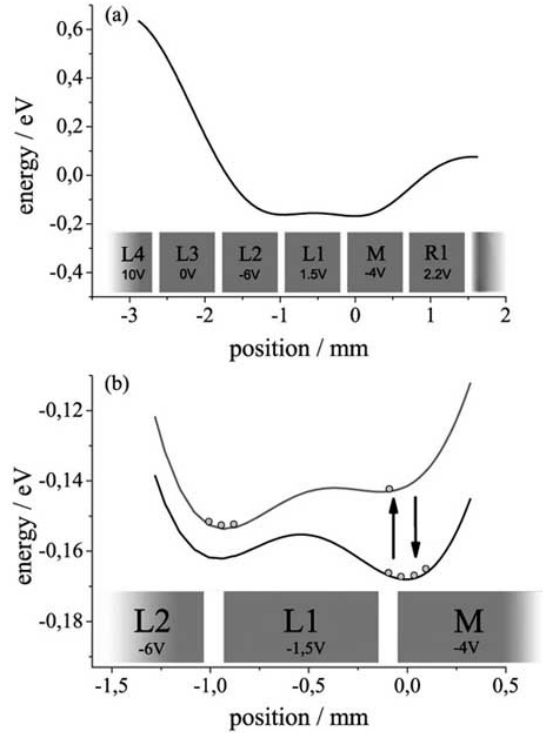 (a)
energy / eV
0,6
0,4
0,2
0,0
-0,2
-0,4
L4 L3 L2 L1 M R1
10V 0V -6V 1.5V -4V 2.2V
-3 -2 -1 0 1 2
position / mm
(b)
energy / eV
-0,12
-0,14
-0,16
-0,18
L2 L1 M
-6V -1,5V -4V
-1,5 -1,0 -0,5 0,0 0,5
position / mm